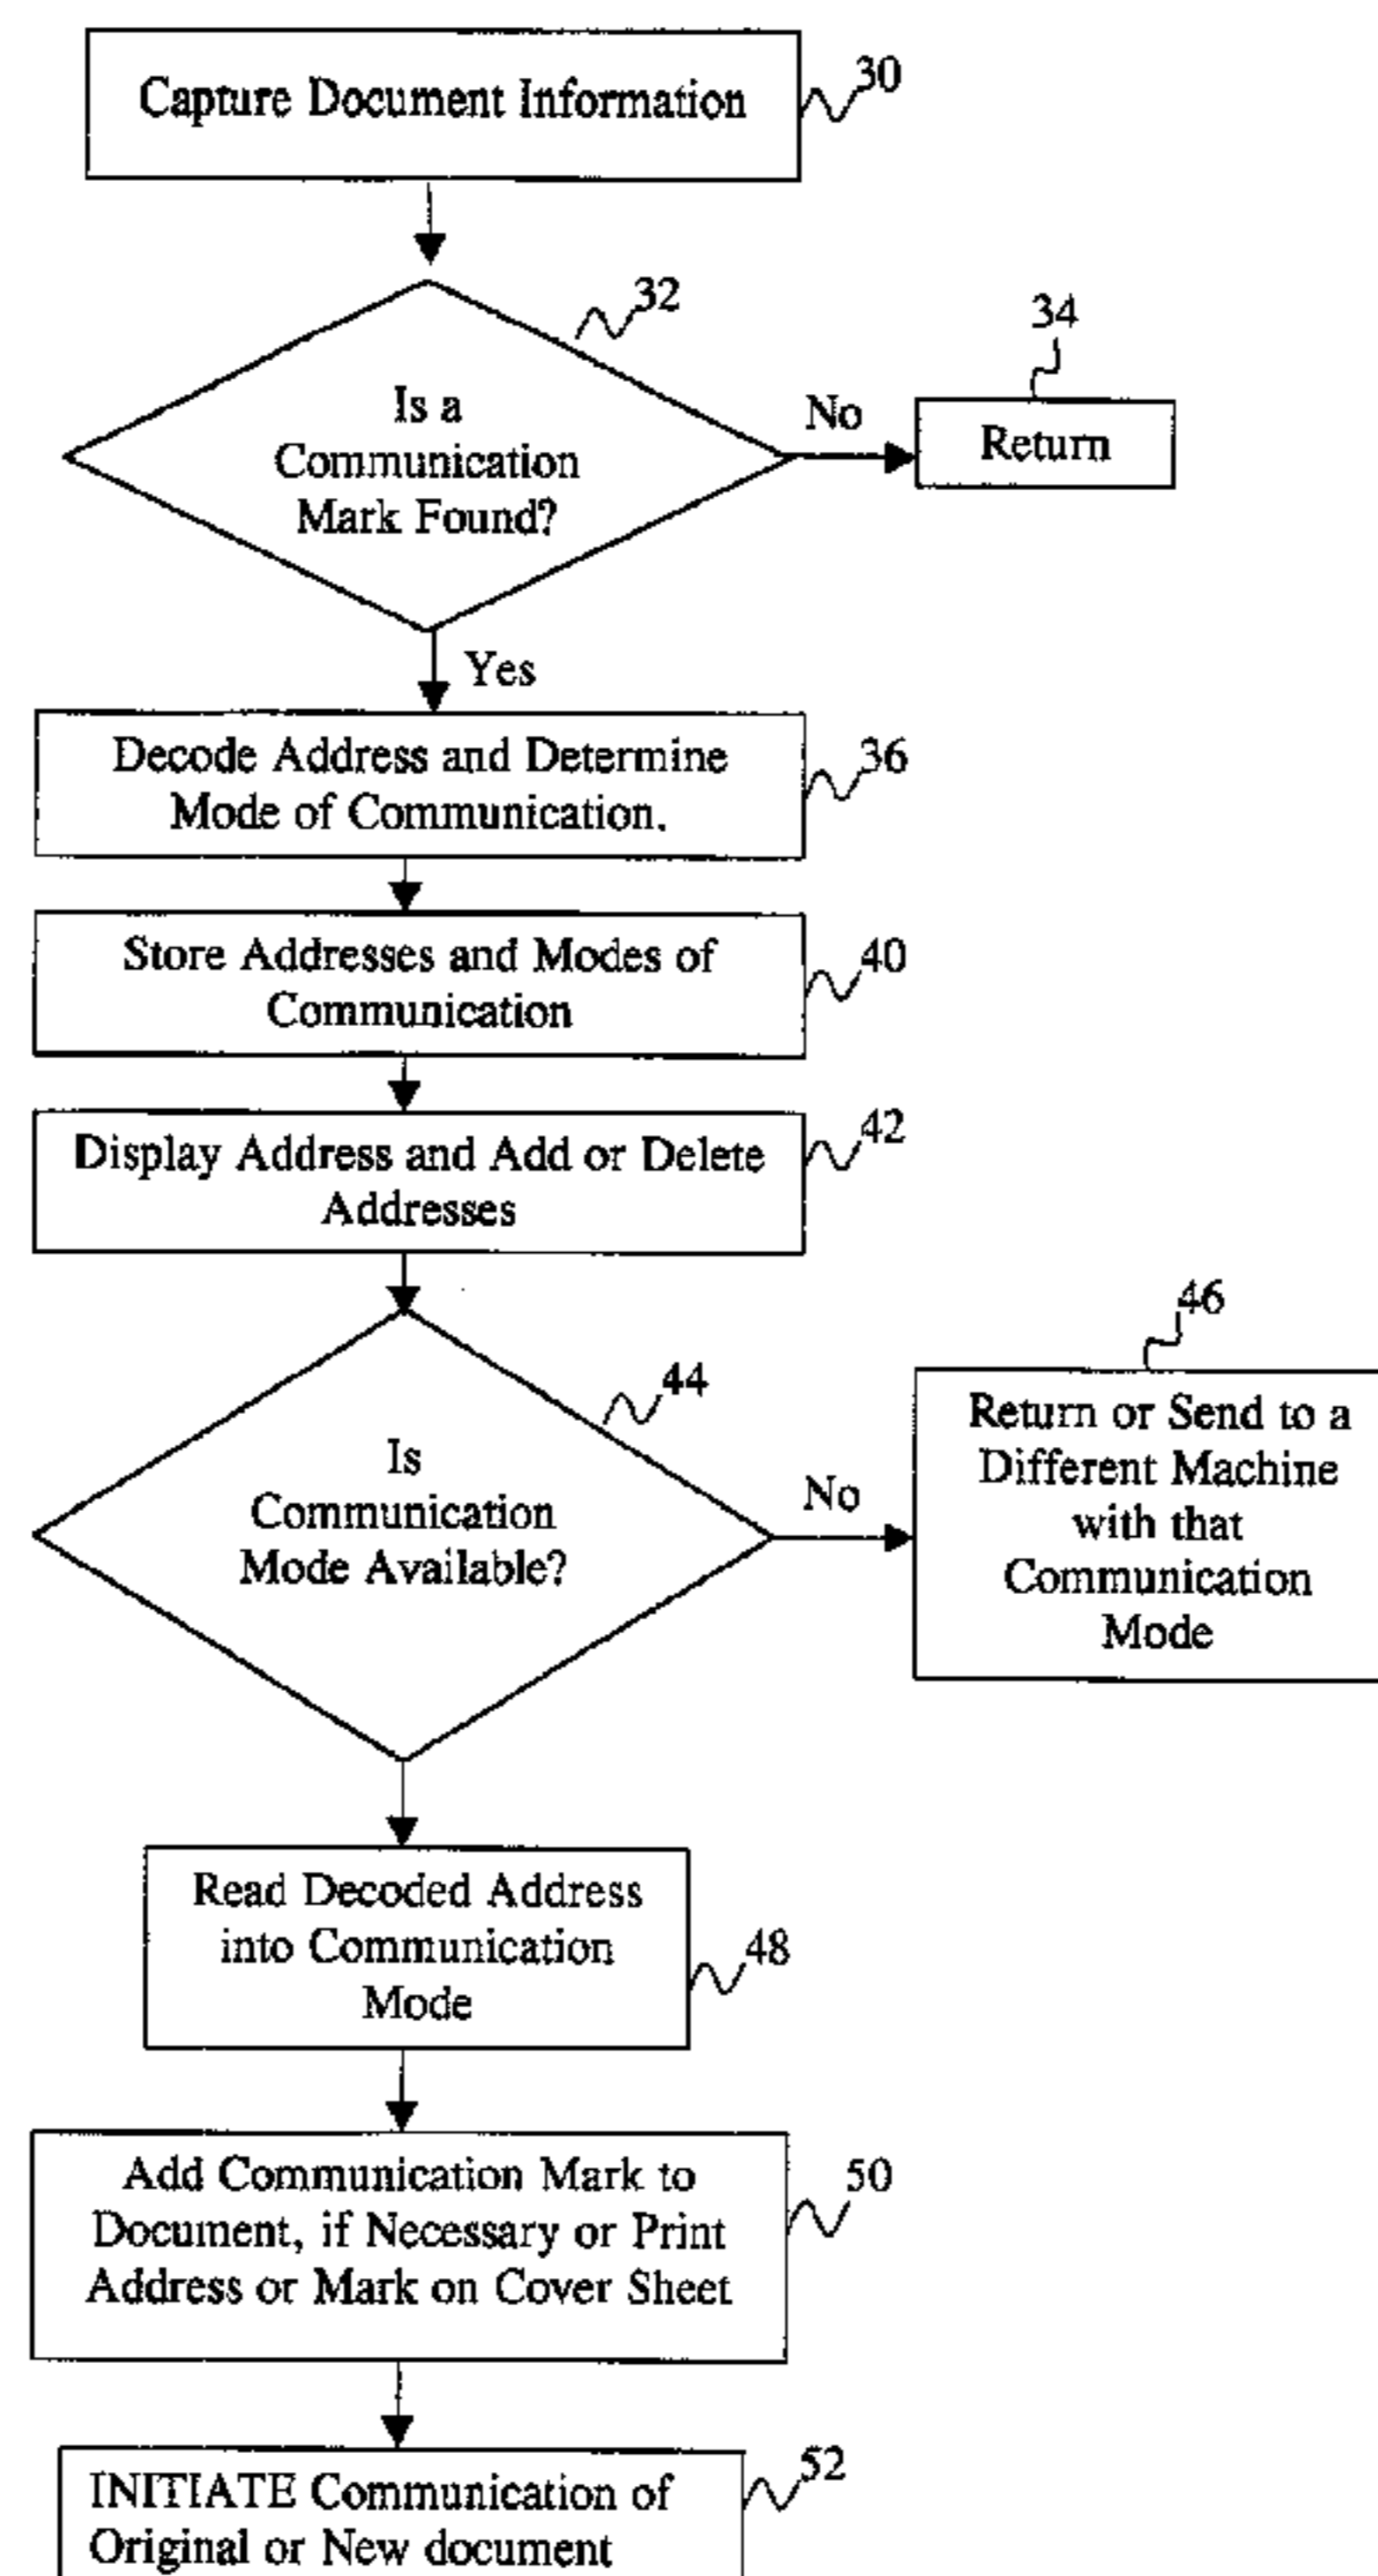 Capture Document Information
30
32
Is a
Communication
Mark Found?
No
34
Return
Yes
Decode Address and Determine
Mode of Communication.
36
Store Addresses and Modes of
Communication
40
Display Address and Add or Delete
Addresses
42
44
Is
Communication
Mode Available?
No
46
Return or Send to a
Different Machine
with that
Communication
Mode
Read Decoded Address
into Communication
Mode
48
Add Communication Mark to
Document, if Necessary or Print
Address or Mark on Cover Sheet
50
INITIATE Communication of
Original or New document
52